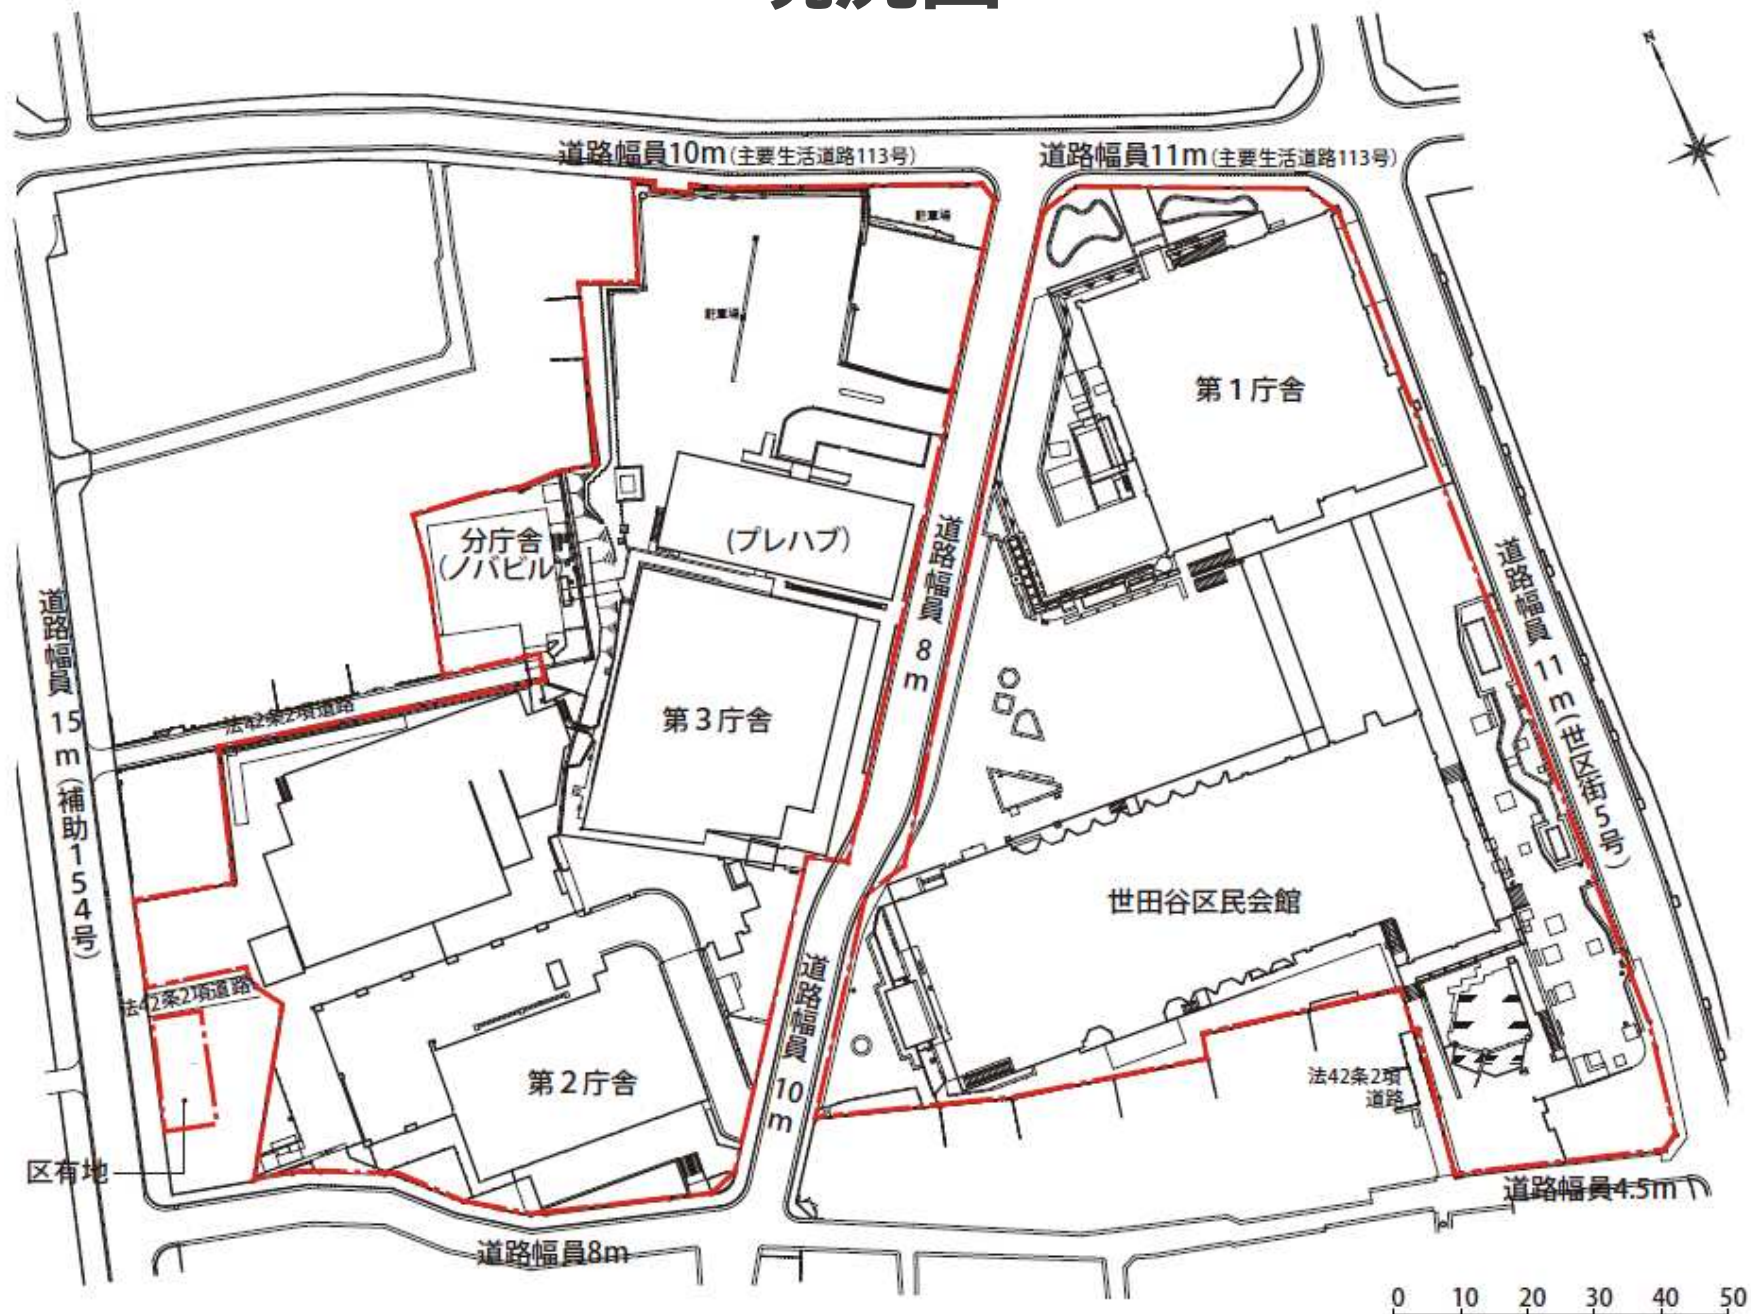 現況図
N
道路幅員10m(主要生活道路113号)
道路幅員11m(主要生活道路113号)
駐車場
駐車場
第1庁舎
分庁舎
(ノバビル)
(プレハブ)
道路幅員 8m
道路幅員 11m(世区街5号)
道路幅員 15m(補助154号)
法42条2項道路
第3庁舎
世田谷区民会館
法42条2項道路
道路幅員 10m
第2庁舎
法42条2項
道路
区有地
道路幅員4.5m
道路幅員8m
0 10 20 30 40 50